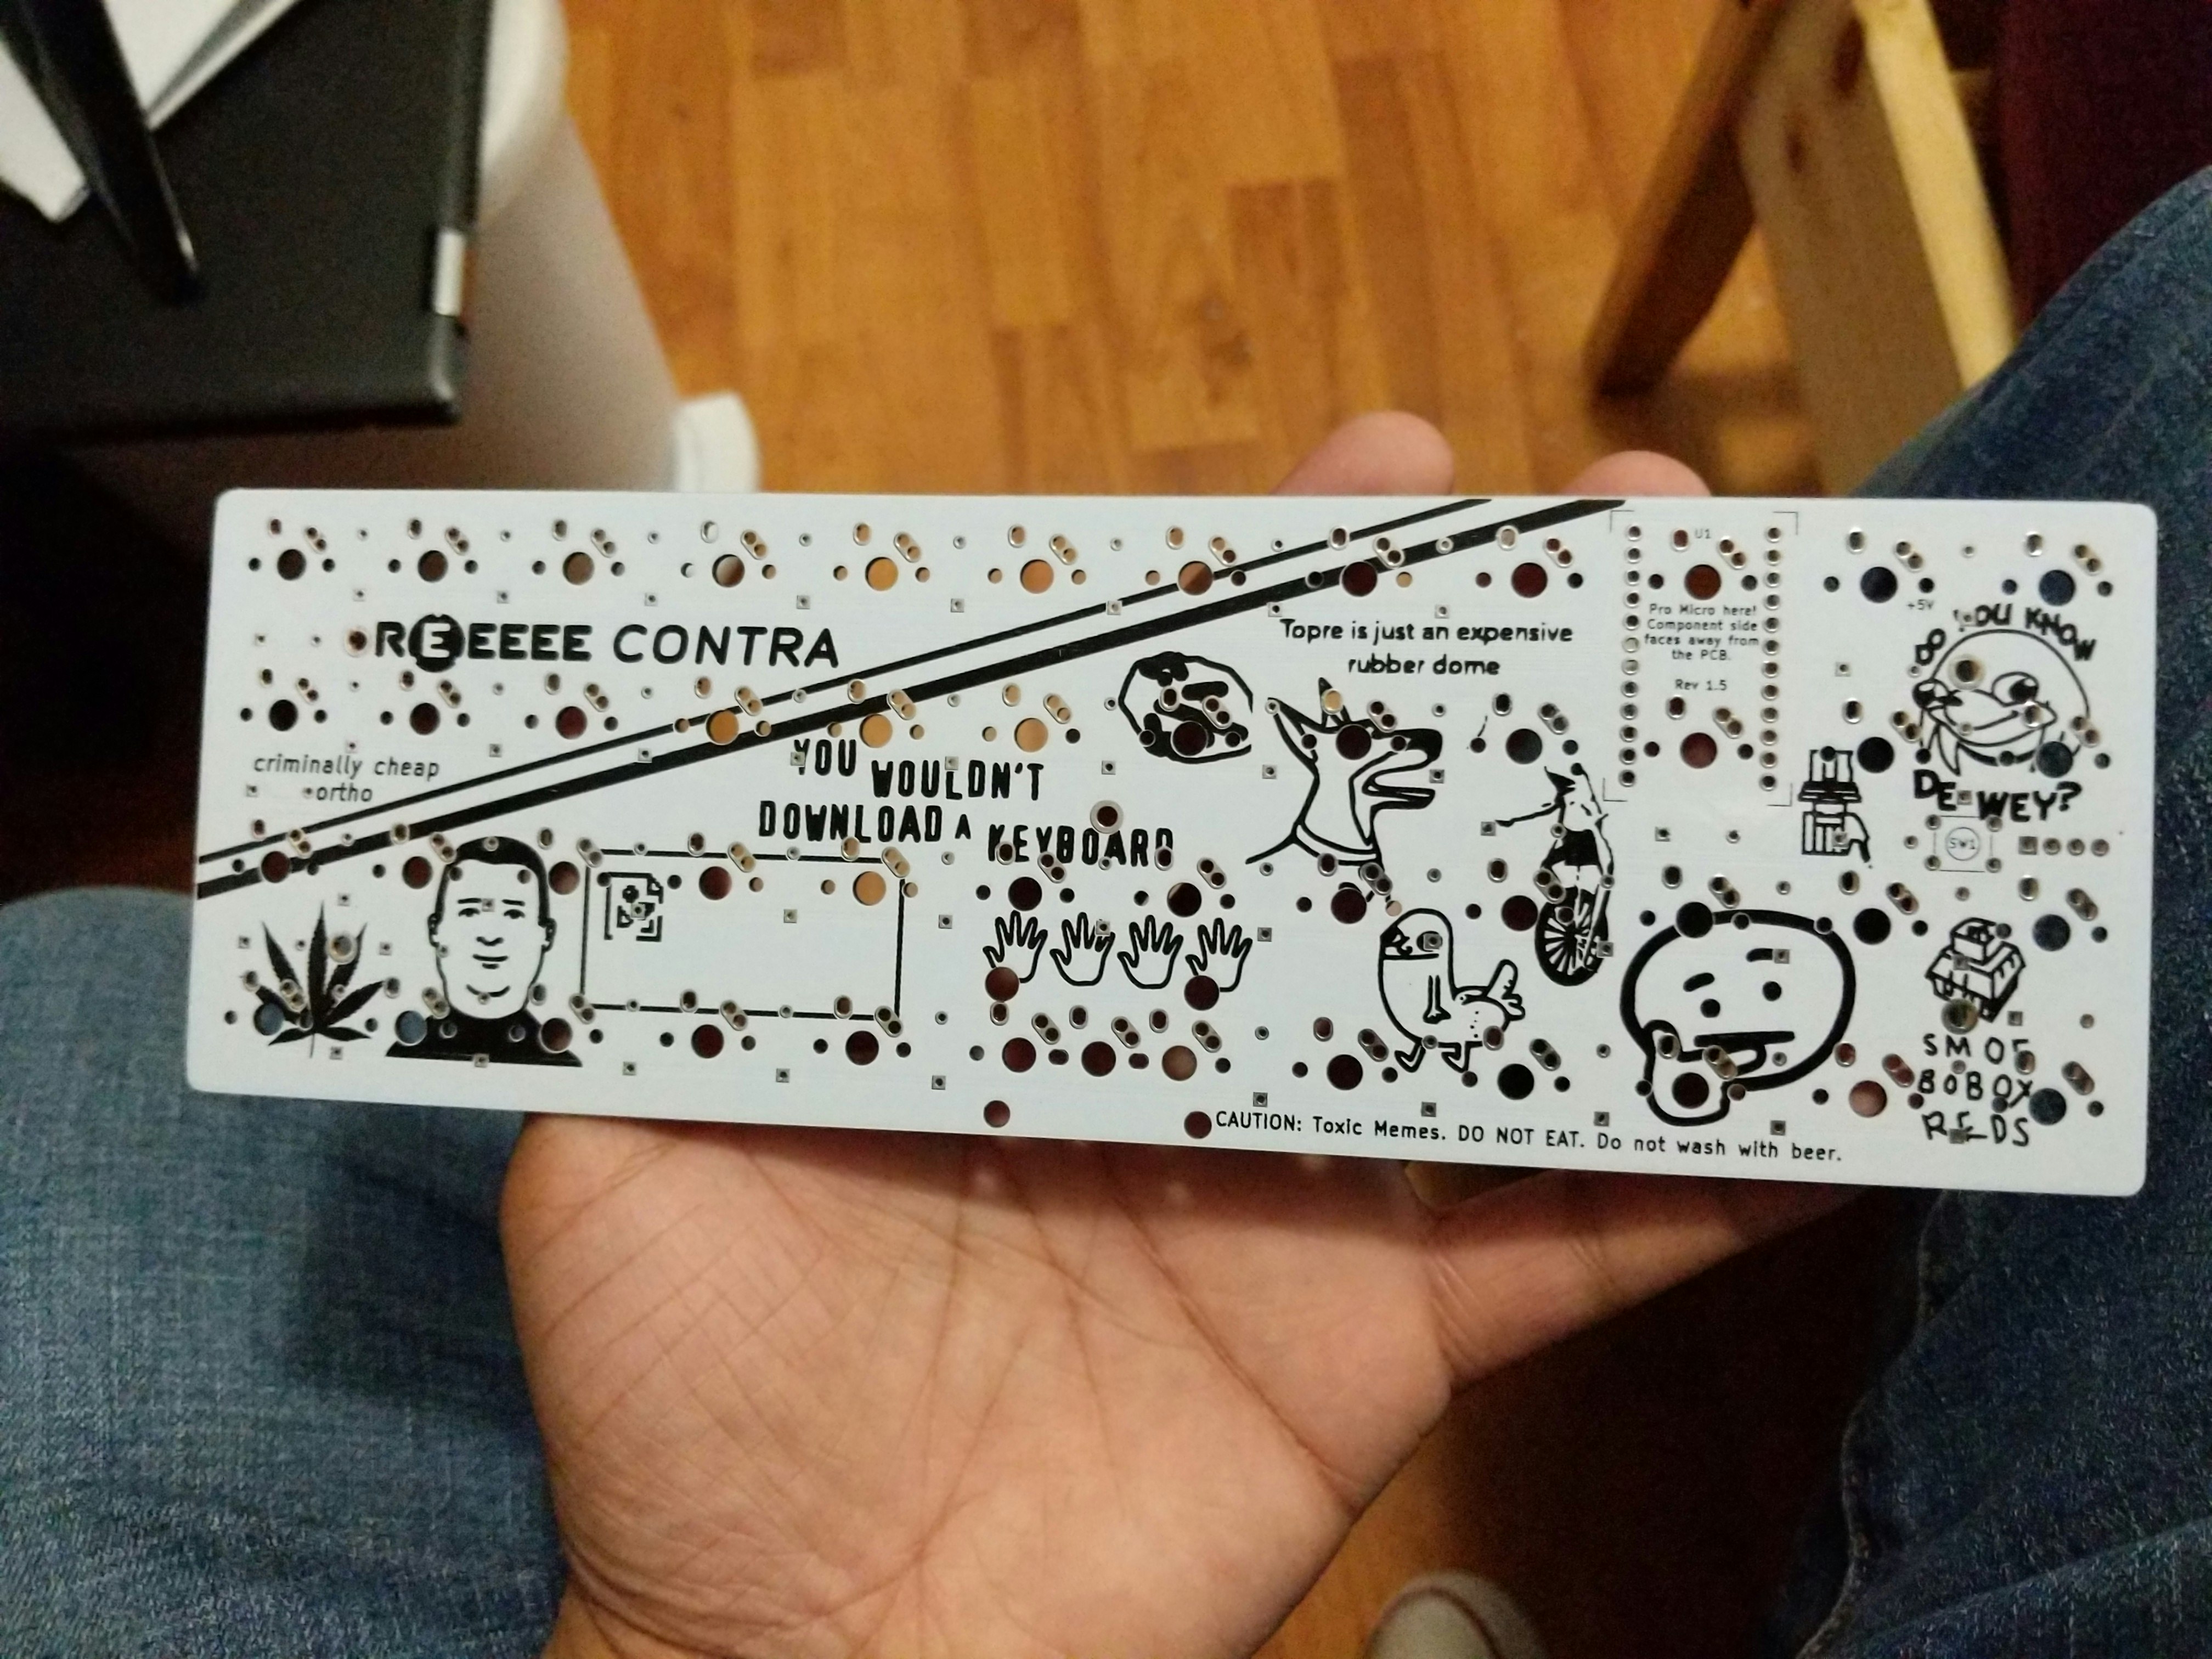 REEEEE CONTRA
criminally cheap
ortho
YOU WOULDN'T
DOWNLOAD A KEYBOARD
Topre is just an expensive
rubber dome
U1
Pro Micro here!
Component side
faces away from
the PCB.
Rev 1.5
+5V
DO YOU KNOW
DE WEY?
SW1
SMOF
BOBOX
REDS
CAUTION: Toxic Memes. DO NOT EAT. Do not wash with beer.